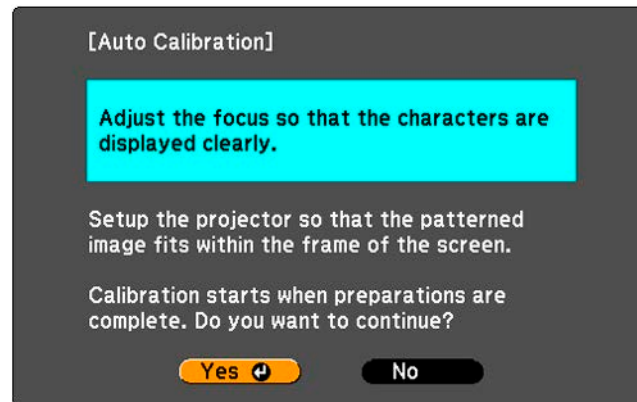 [Auto Calibration]
Adjust the focus so that the characters are
displayed clearly.
Setup the projector so that the patterned
image fits within the frame of the screen.
Calibration starts when preparations are
complete. Do you want to continue?
Yes No